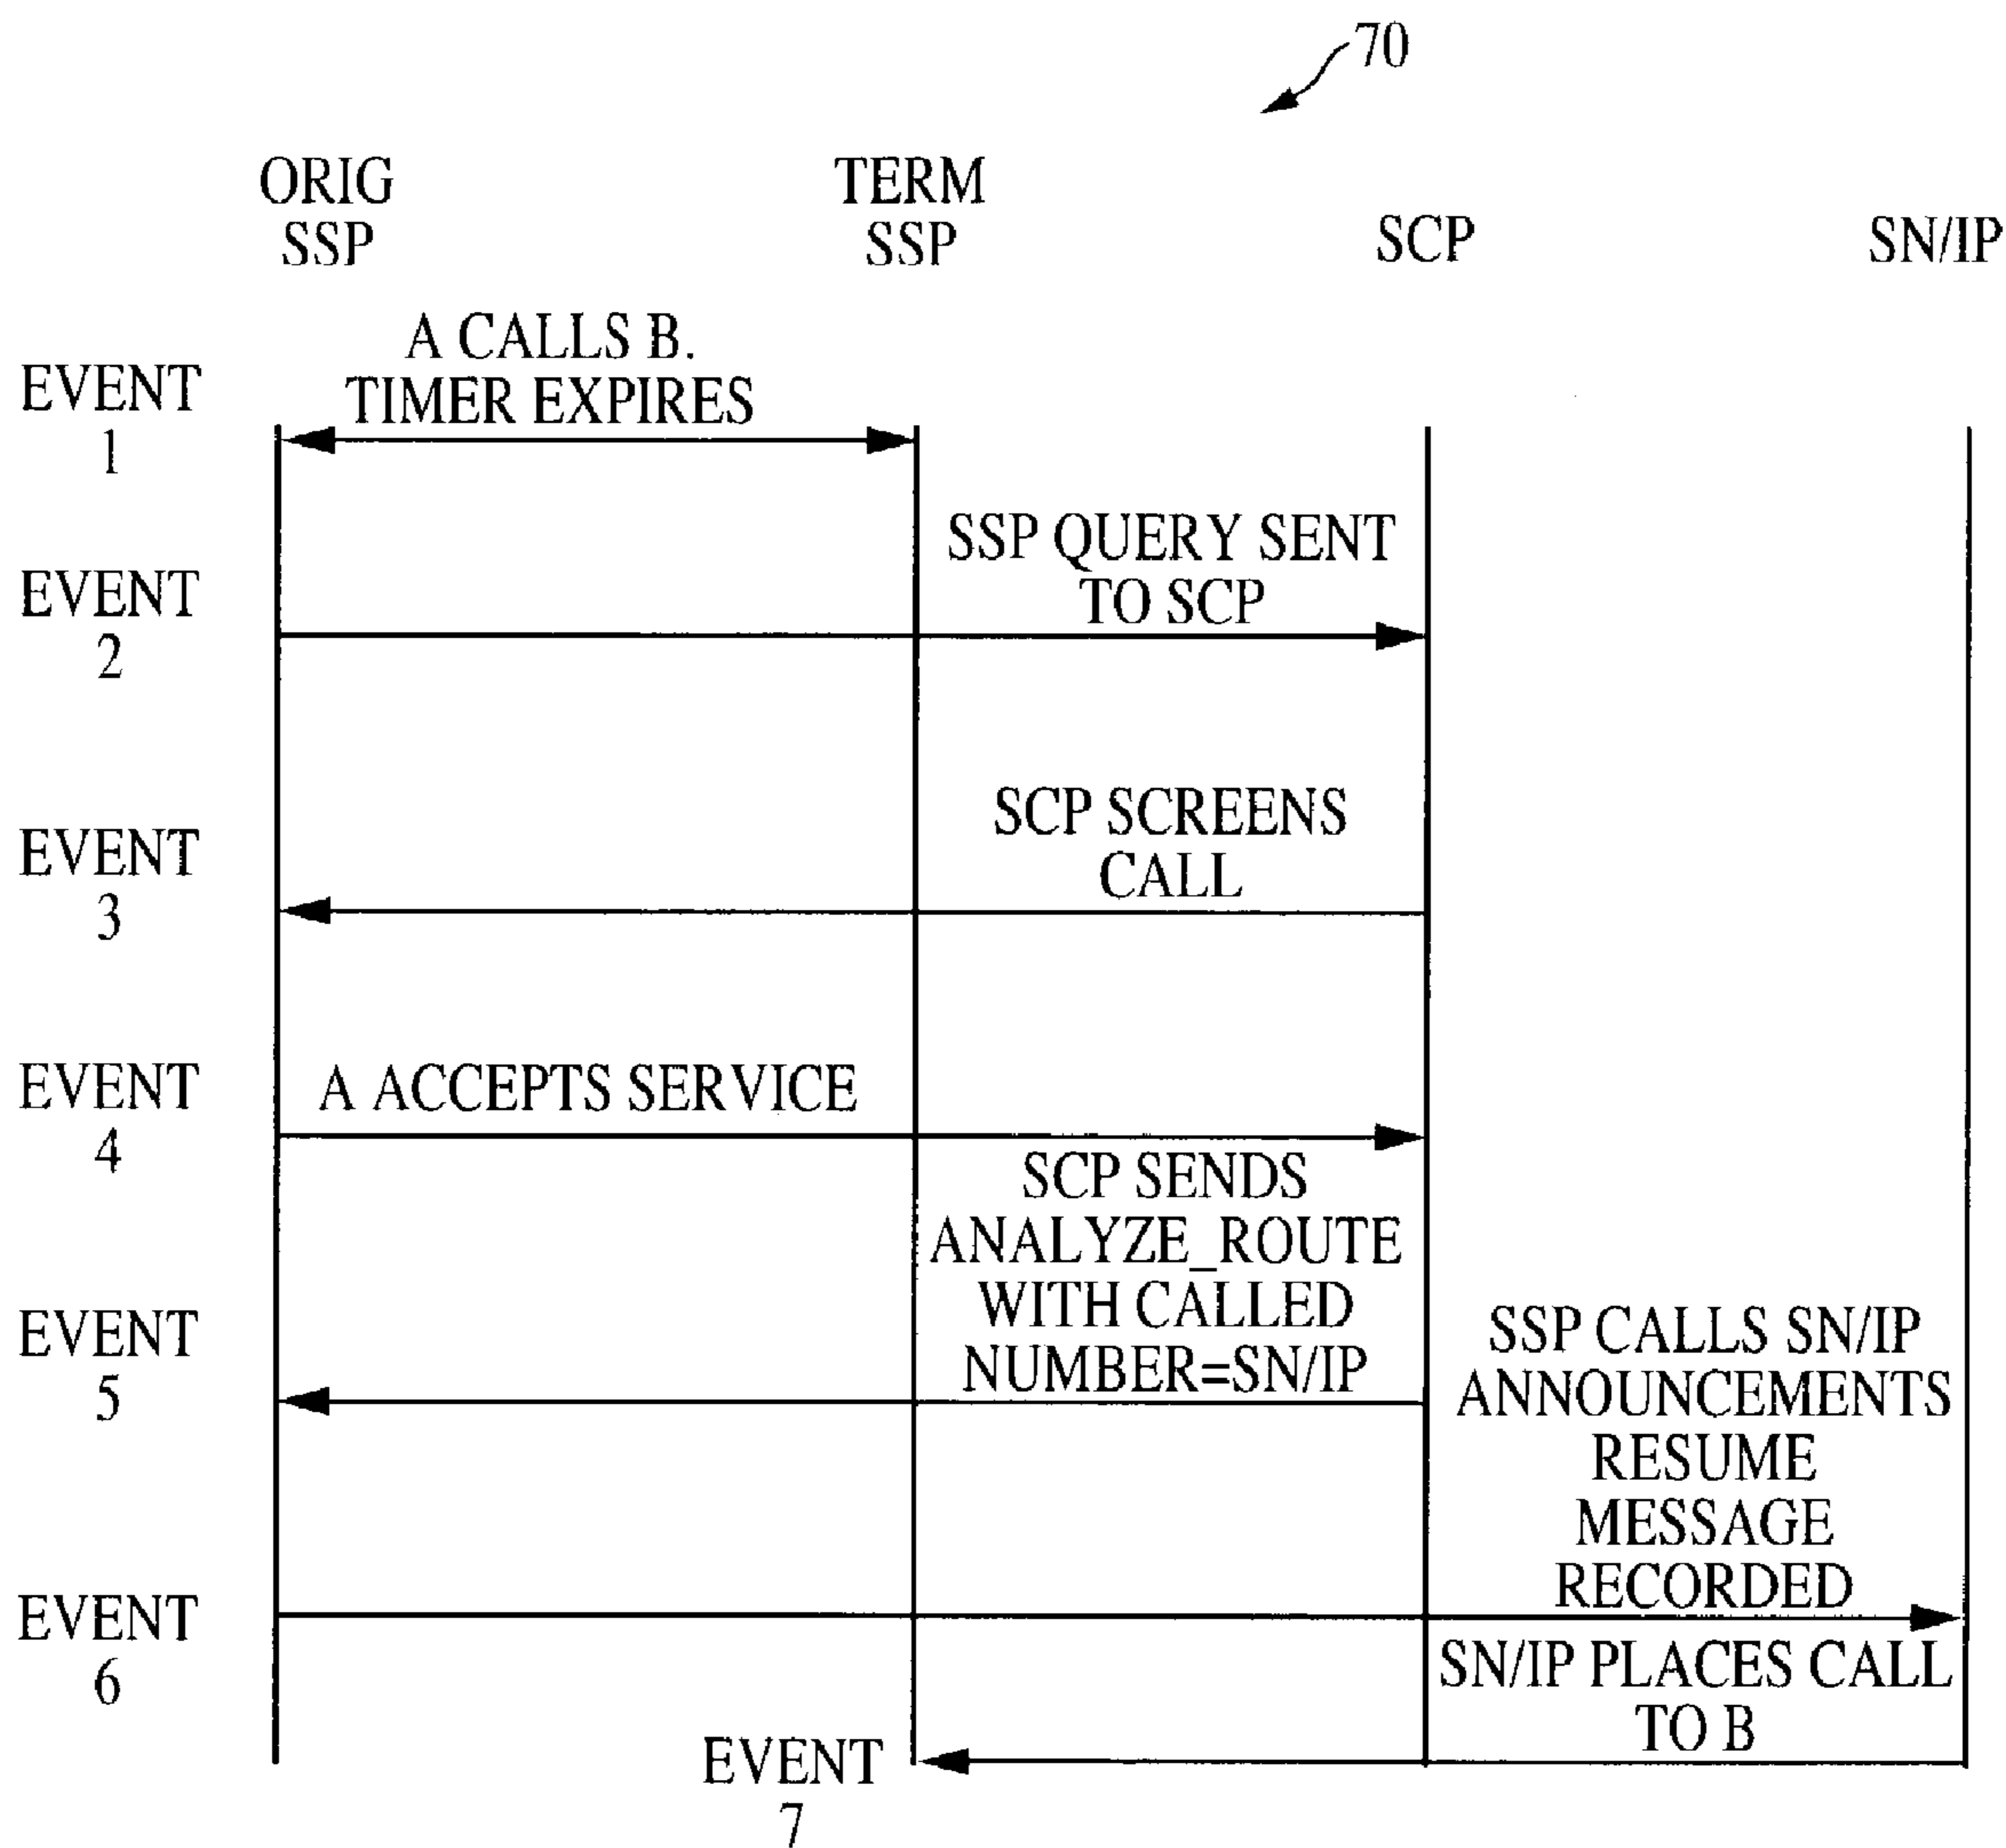 70
ORIG
SSP
TERM
SSP
SCP
SN/IP
EVENT
1
A CALLS B.
TIMER EXPIRES
EVENT
2
SSP QUERY SENT
TO SCP
EVENT
3
SCP SCREENS
CALL
EVENT
4
A ACCEPTS SERVICE
EVENT
5
SCP SENDS
ANALYZE_ROUTE
WITH CALLED
NUMBER=SN/IP
EVENT
6
SSP CALLS SN/IP
ANNOUNCEMENTS
RESUME
MESSAGE
RECORDED
EVENT
7
SN/IP PLACES CALL
TO B